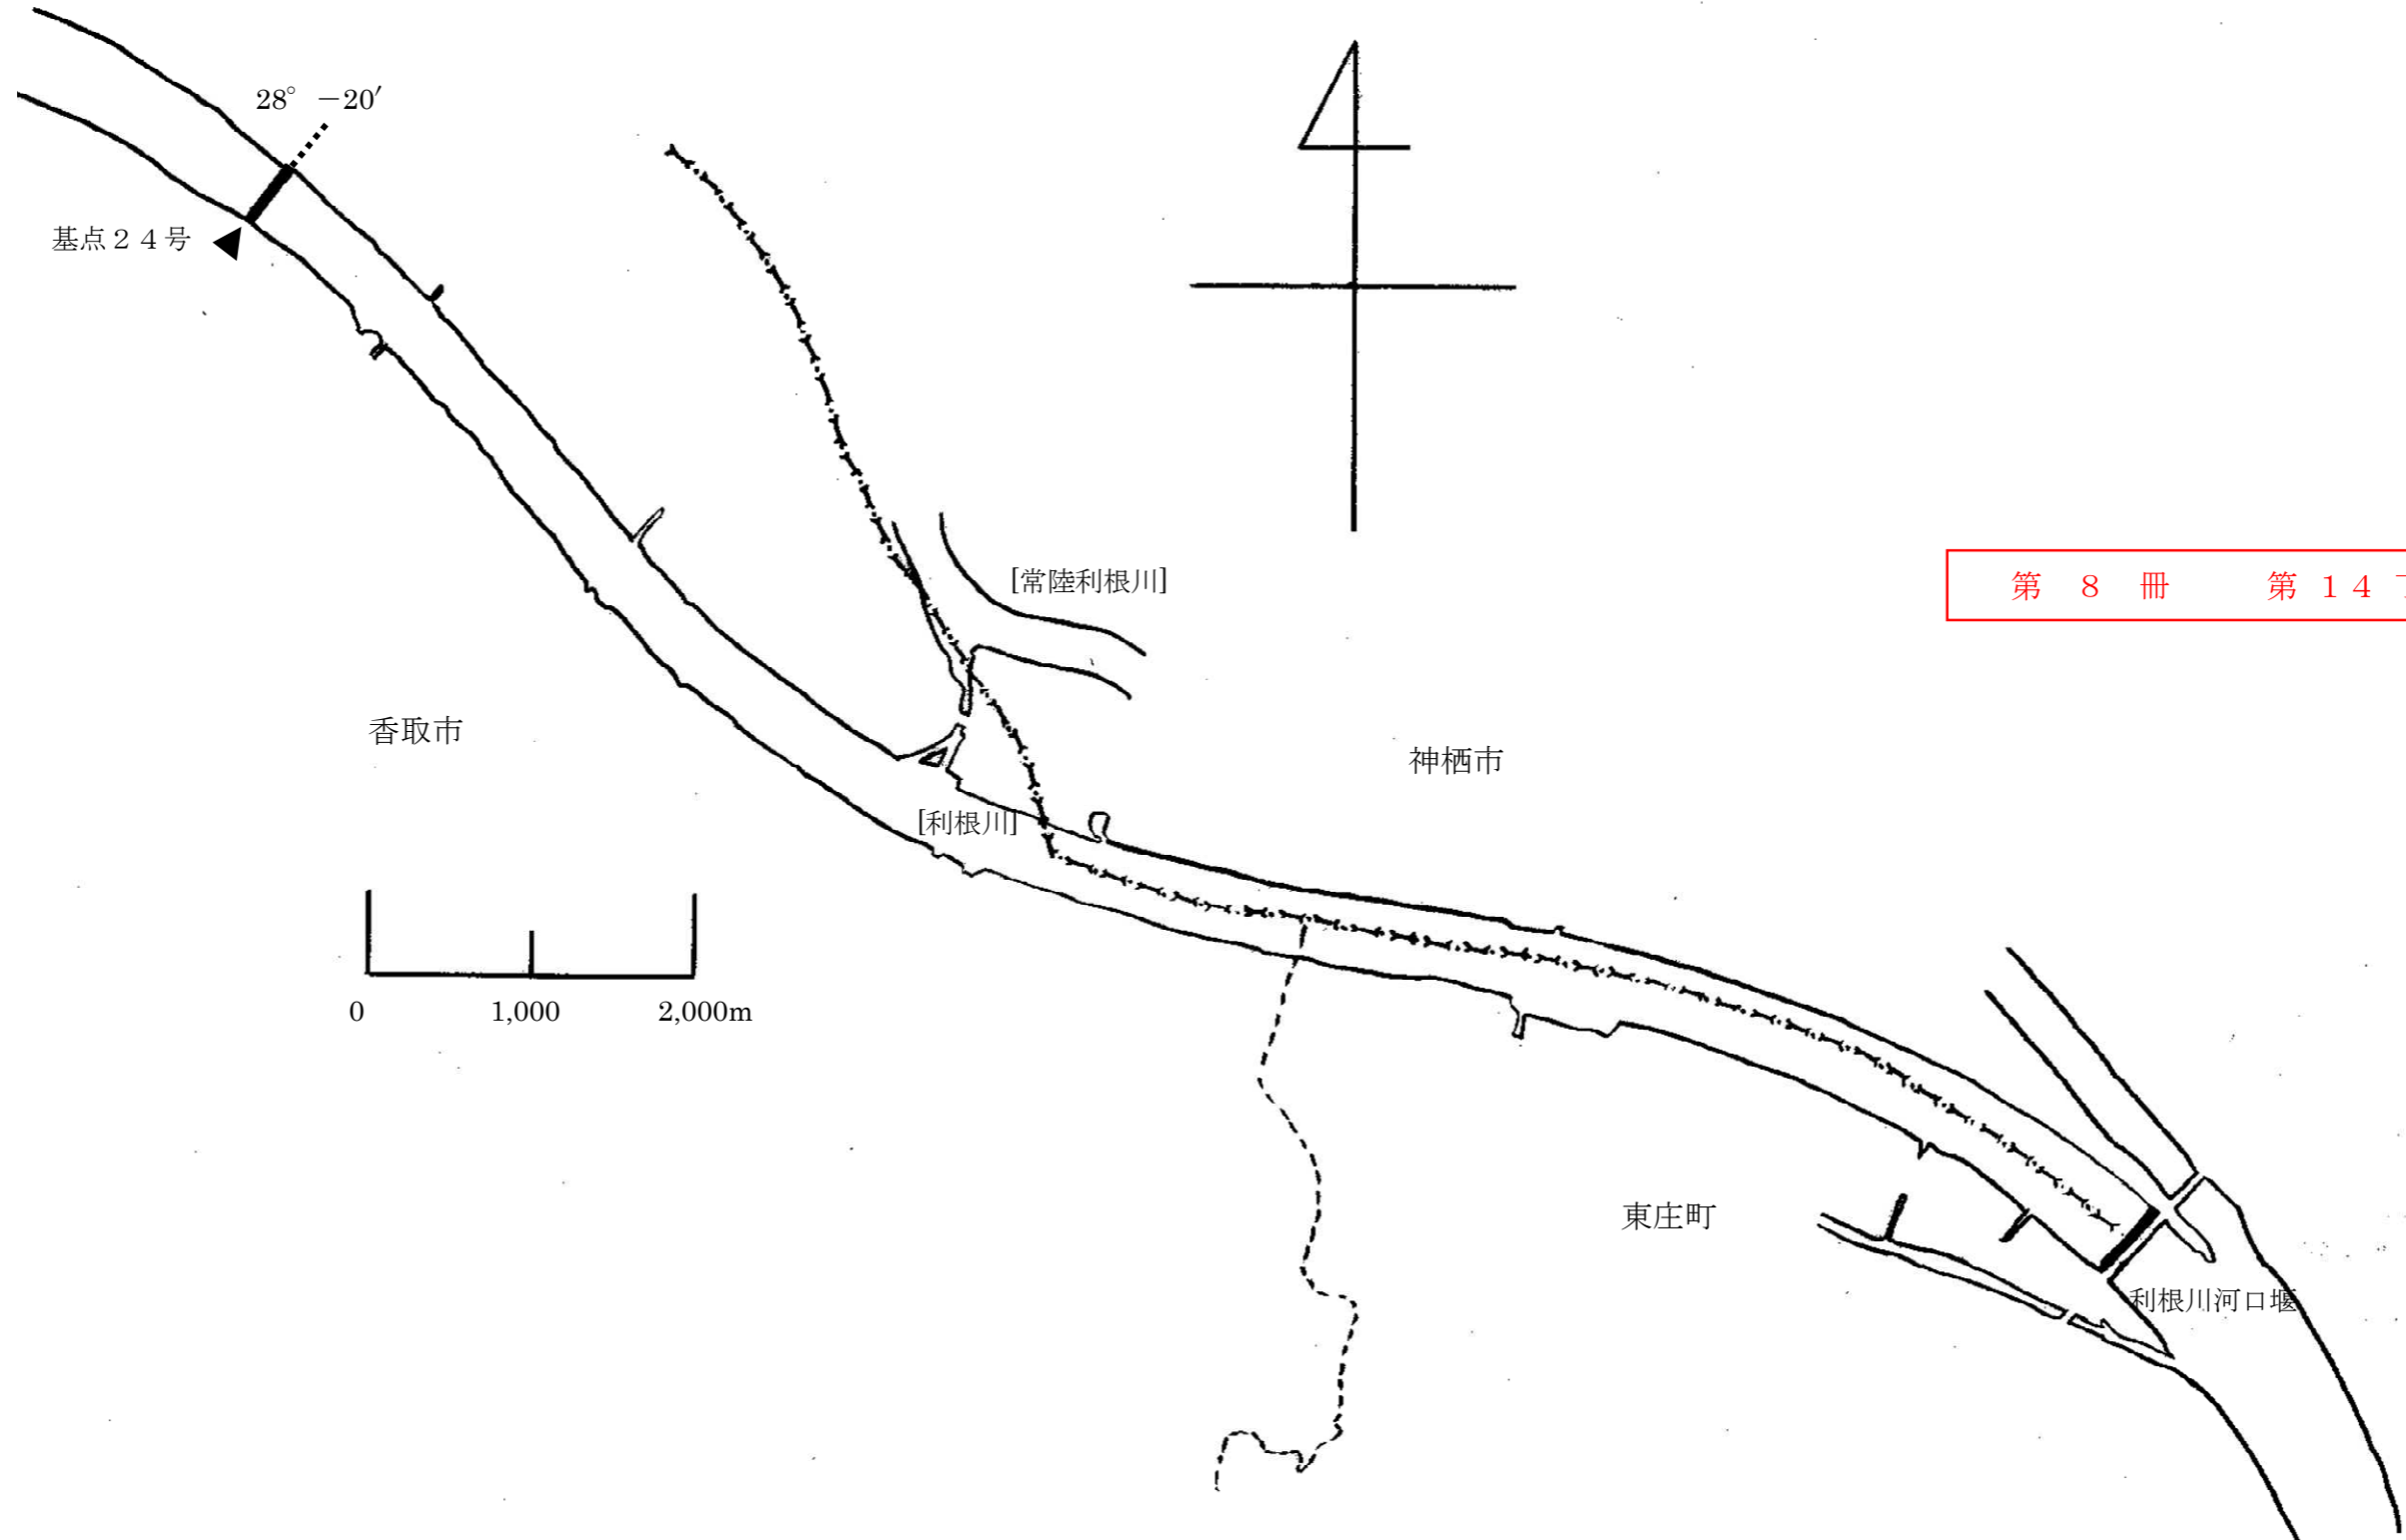 28°－20′
基点２４号
[常陸利根川]
第 ８ 冊 第 １４
香取市
神栖市
[利根川]
0 1,000 2,000m
東庄町
利根川河口堰